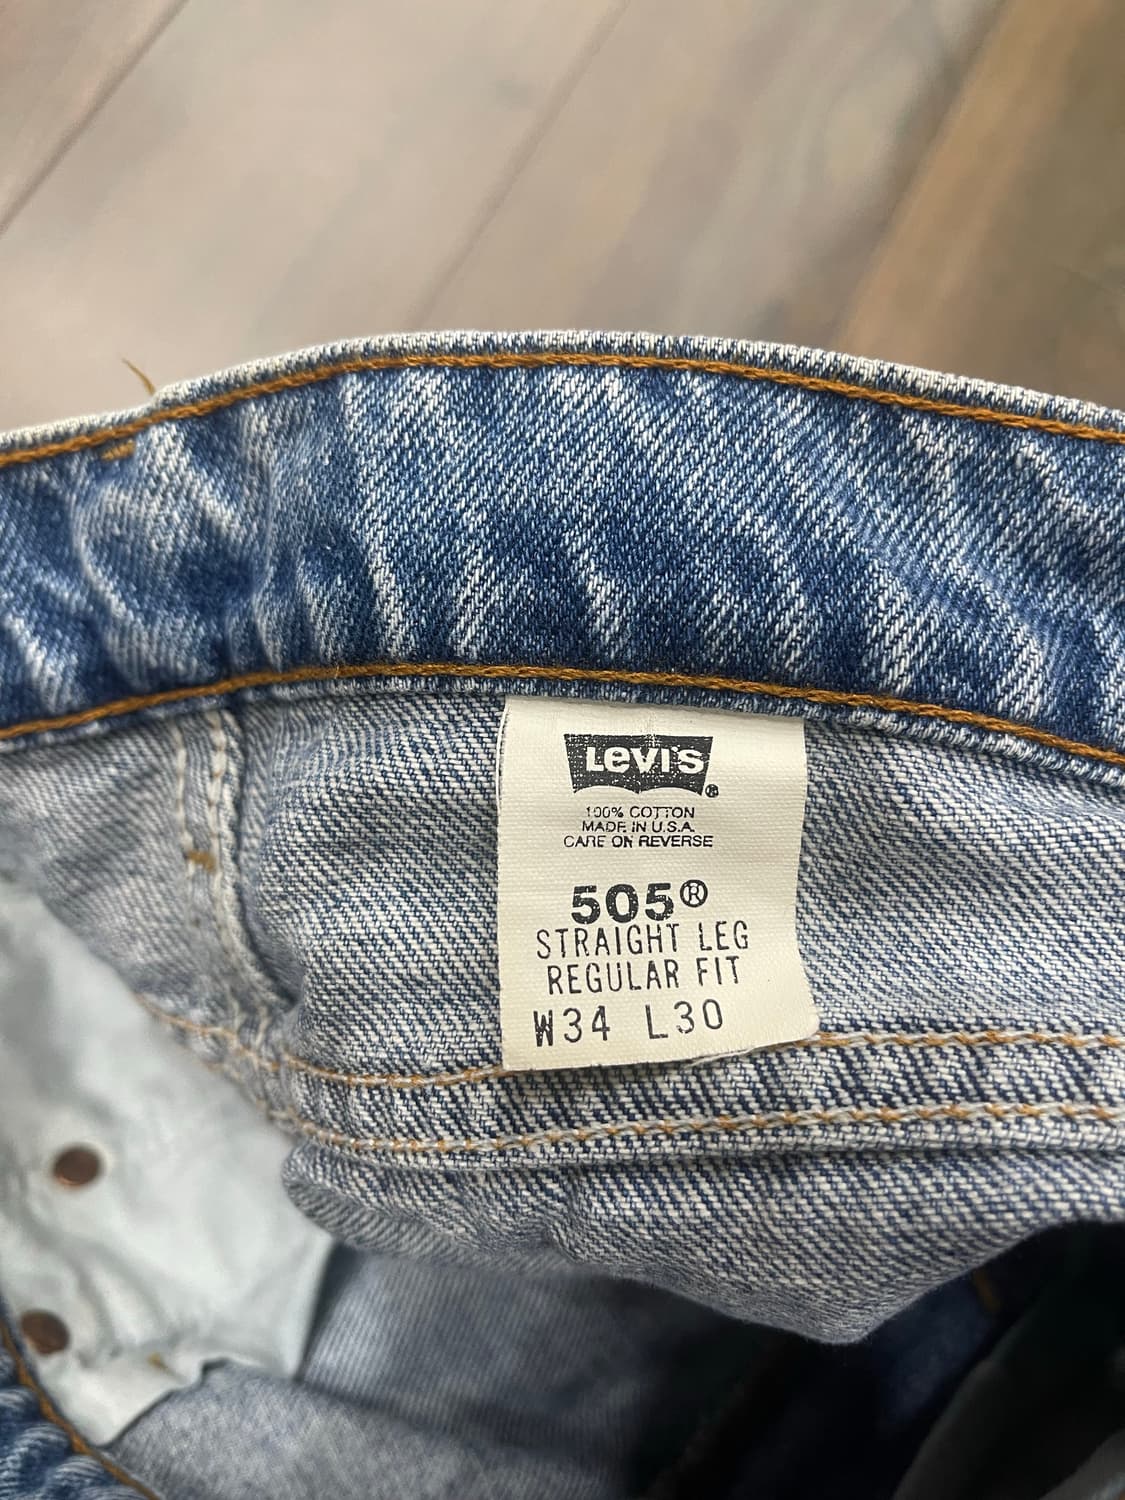 Levi's®
100% COTTON
MADE IN U.S.A.
CARE ON REVERSE
505®
STRAIGHT LEG
REGULAR FIT
W34 L30